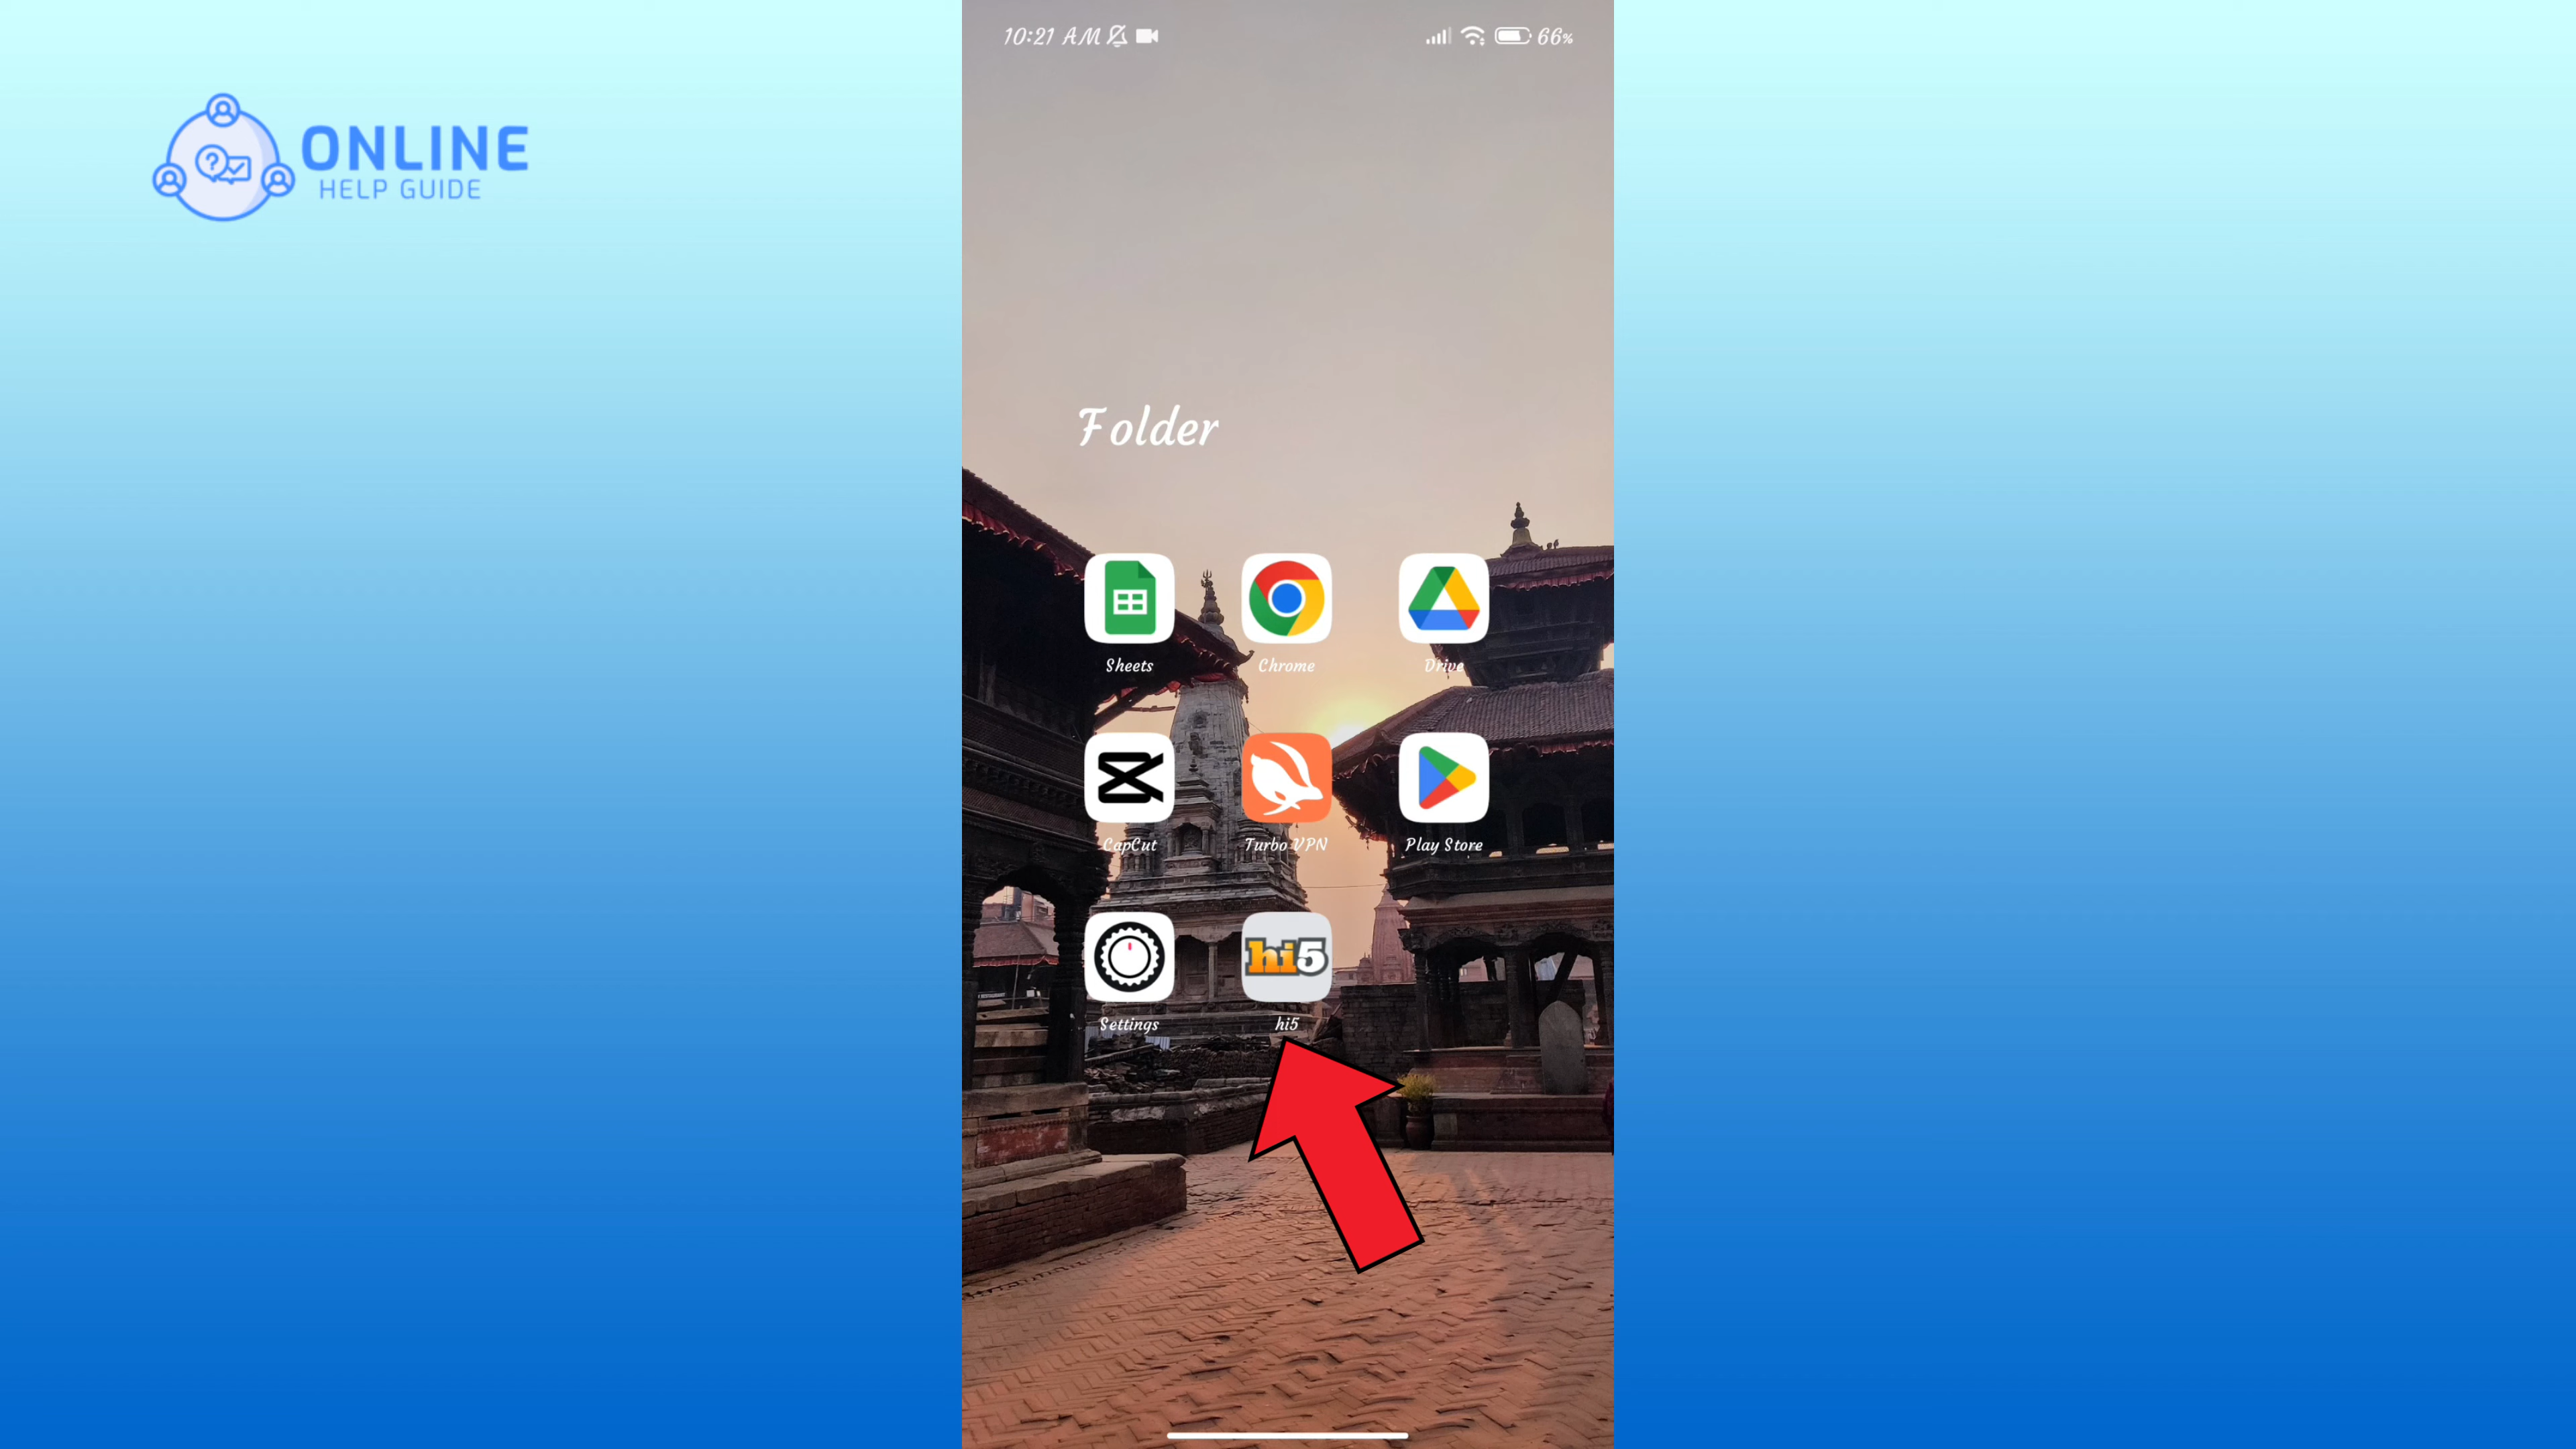 10:21 AM
66%
ONLINE
HELP GUIDE
Folder
Sheets
Chrome
Drive
CapCut
Turbo VPN
Play Store
hi5
Settings
hi5